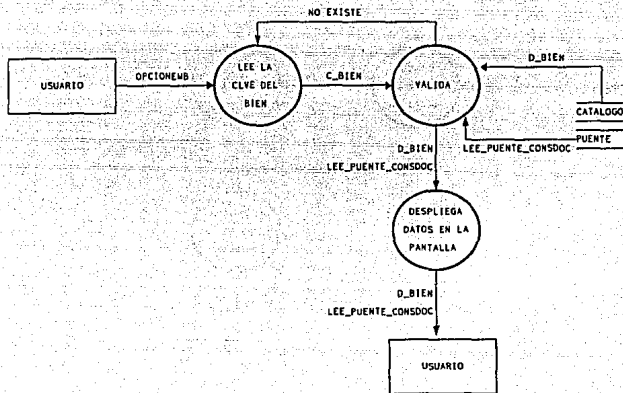 NO EXISTE
USUARIO
OPCIONEWB
LEE LA
CLVE DEL
BIEN
C_BIEN
VALIDA
D_BIEN
CATALOGO
PUENTE
LEE_PUENTE_CONSDOC
D_BIEN
LEE_PUENTE_CONSDOC
DESPLIEGA
DATOS EN LA
PANTALLA
D_BIEN
LEE_PUENTE_CONSDOC
USUARIO